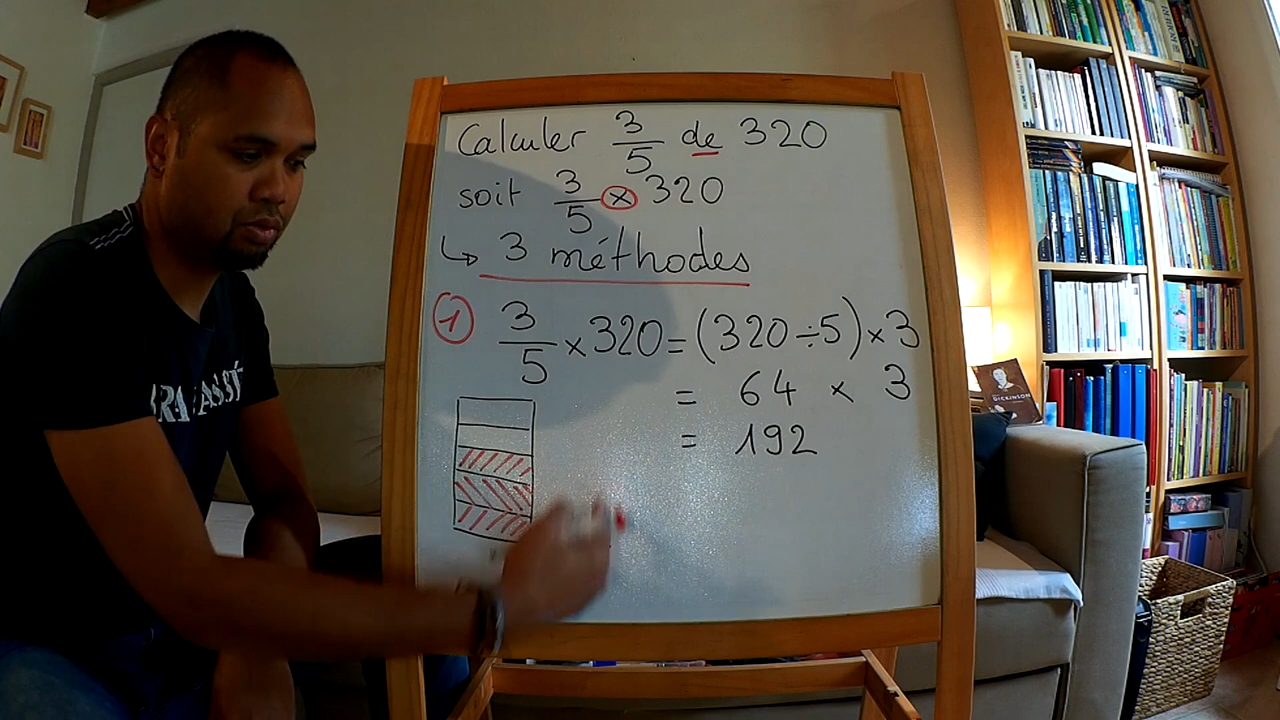 Calculer 3/5 de 320
soit 3/5 × 320
↳ 3 méthodes
① 3/5 × 320 = (320 ÷ 5) × 3
= 64 × 3
= 192
DICKINSON